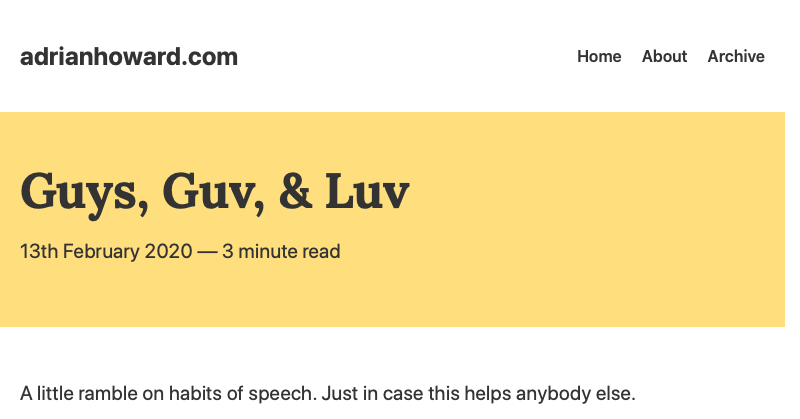 adrianhoward.com
Home About Archive
Guys, Guv, & Luv
13th February 2020 — 3 minute read
A little ramble on habits of speech. Just in case this helps anybody else.